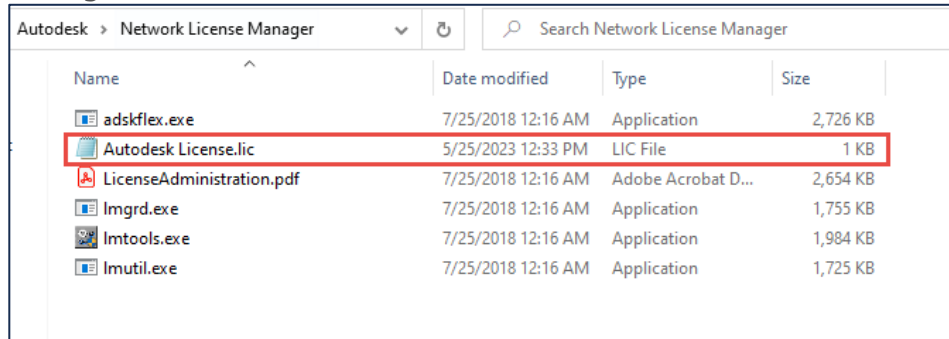 Autodesk > Network License Manager Search Network License Manager
Name Date modified Type Size
adskflex.exe 7/25/2018 12:16 AM Application 2,726 KB
Autodesk License.lic 5/25/2023 12:33 PM LIC File 1 KB
LicenseAdministration.pdf 7/25/2018 12:16 AM Adobe Acrobat D... 2,654 KB
lmgrd.exe 7/25/2018 12:16 AM Application 1,755 KB
lmtools.exe 7/25/2018 12:16 AM Application 1,984 KB
lmutil.exe 7/25/2018 12:16 AM Application 1,725 KB